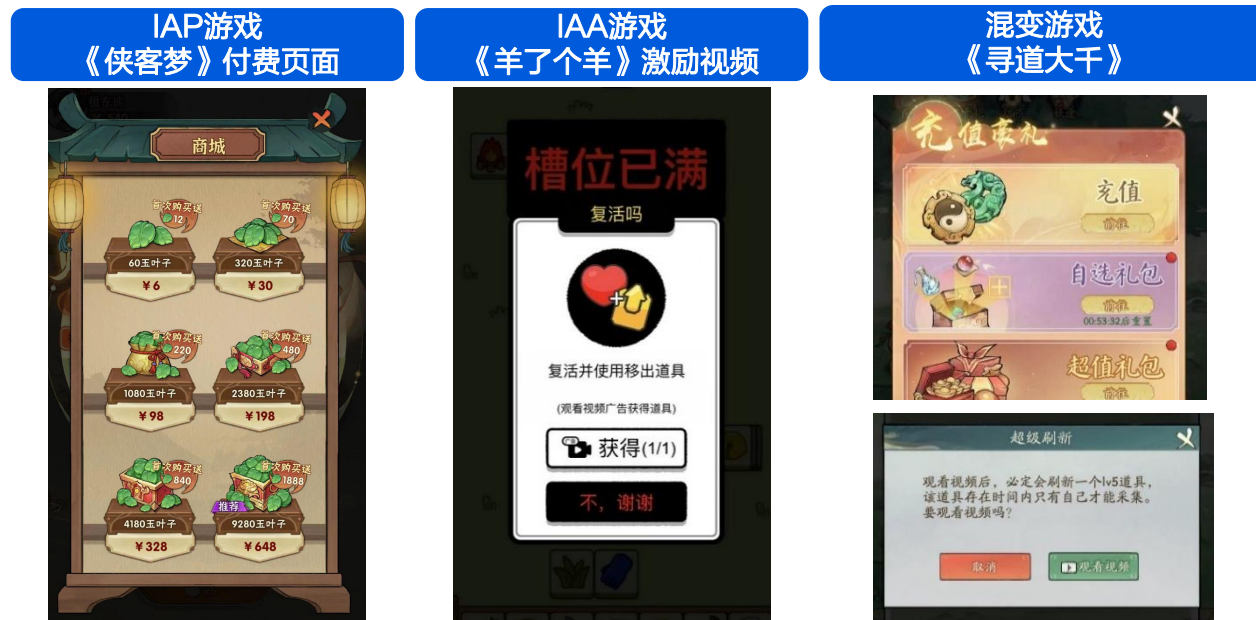 IAP游戏
《侠客梦》付费页面
IAA游戏
《羊了个羊》激励视频
混变游戏
《寻道大千》
商城
首次购买送
12
60玉叶子
¥6
首次购买送
70
320玉叶子
¥30
首次购买送
220
1080玉叶子
¥98
首次购买送
480
2380玉叶子
¥198
首次购买送
840
4180玉叶子
¥328
首次购买送
1888
推荐
9280玉叶子
¥648
槽位已满
复活吗
复活并使用移出道具
(观看视频广告获得道具)
获得(1/1)
不，谢谢
充值豪礼
充值
前往
自选礼包
前往
00:53:32后重置
超值礼包
前往
超级刷新
观看视频后，必定会刷新一个lv5道具，
该道具存在时间内只有自己才能采集。
要观看视频吗?
取消
观看视频